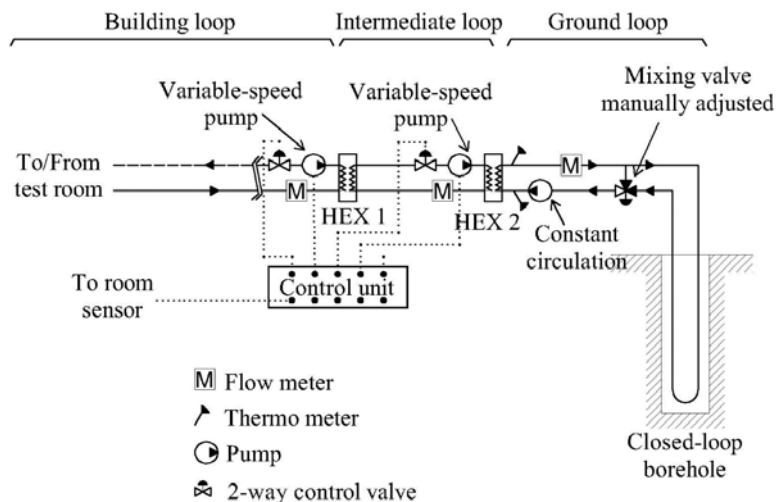 Building loop
Intermediate loop
Ground loop
Variable-speed
pump
Variable-speed
pump
Mixing valve
manually adjusted
To/From
test room
M
M
M
HEX 1
HEX 2
Constant
circulation
To room
sensor
Control unit
M Flow meter
Thermo meter
Pump
2-way control valve
Closed-loop
borehole